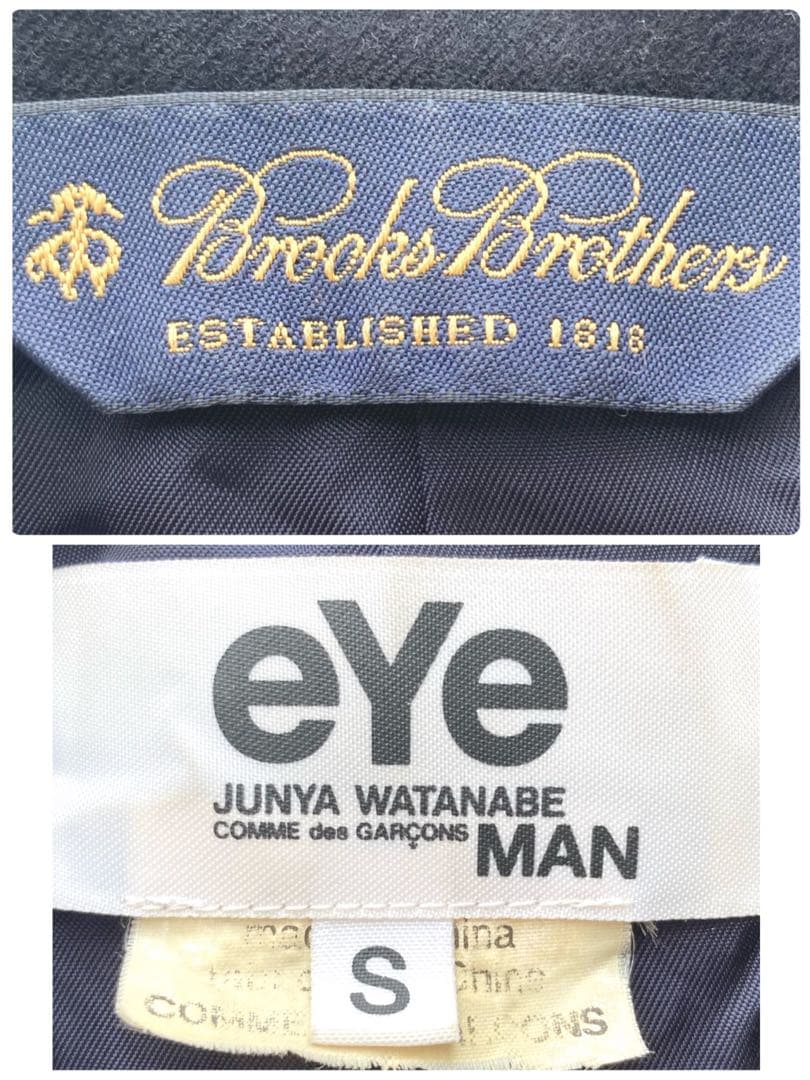 Brooks Brothers
ESTABLISHED 1818
eYe
JUNYA WATANABE
COMME des GARÇONS MAN
S